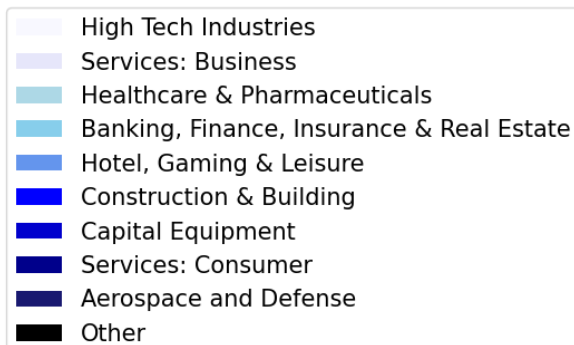 High Tech Industries
Services: Business
Healthcare & Pharmaceuticals
Banking, Finance, Insurance & Real Estate
Hotel, Gaming & Leisure
Construction & Building
Capital Equipment
Services: Consumer
Aerospace and Defense
Other